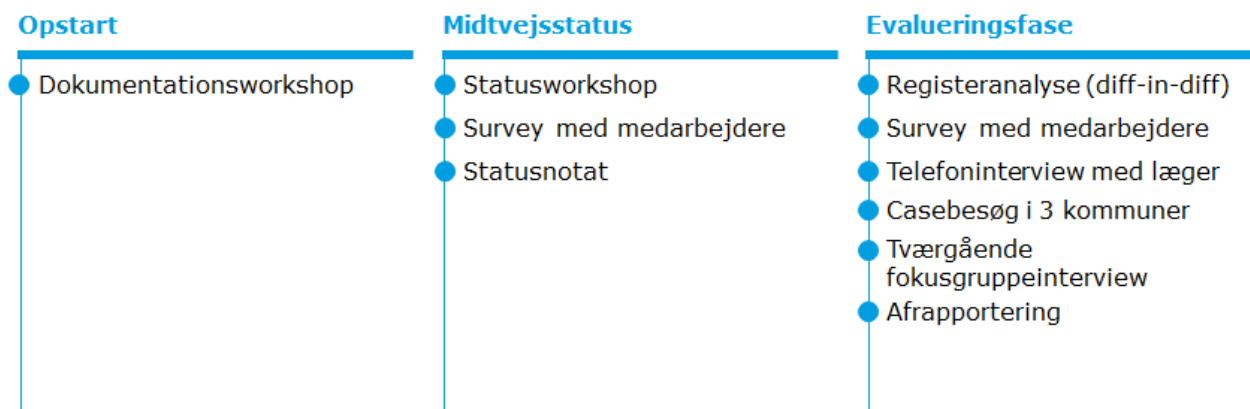 Opstart
Dokumentationsworkshop
Midtvejsstatus
Statusworkshop
Survey med medarbejdere
Statusnotat
Evalueringsfase
Registeranalyse (diff-in-diff)
Survey med medarbejdere
Telefoninterview med læger
Casebesøg i 3 kommuner
Tværgående
fokusgruppeinterview
Afrapportering